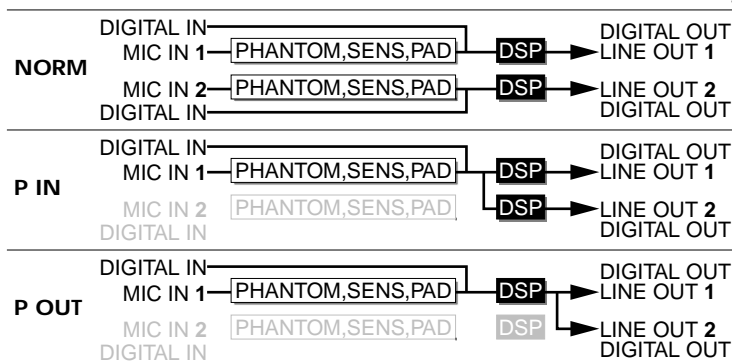 DIGITAL IN DIGITAL OUT
MIC IN 1 PHANTOM,SENS,PAD DSP LINE OUT 1
NORM
MIC IN 2 PHANTOM,SENS,PAD DSP LINE OUT 2
DIGITAL IN DIGITAL OUT
DIGITAL IN DIGITAL OUT
MIC IN 1 PHANTOM,SENS,PAD DSP LINE OUT 1
P IN
MIC IN 2 PHANTOM,SENS,PAD DSP LINE OUT 2
DIGITAL IN DIGITAL OUT
DIGITAL IN DIGITAL OUT
MIC IN 1 PHANTOM,SENS,PAD DSP LINE OUT 1
P OUT
MIC IN 2 PHANTOM,SENS,PAD DSP LINE OUT 2
DIGITAL IN DIGITAL OUT